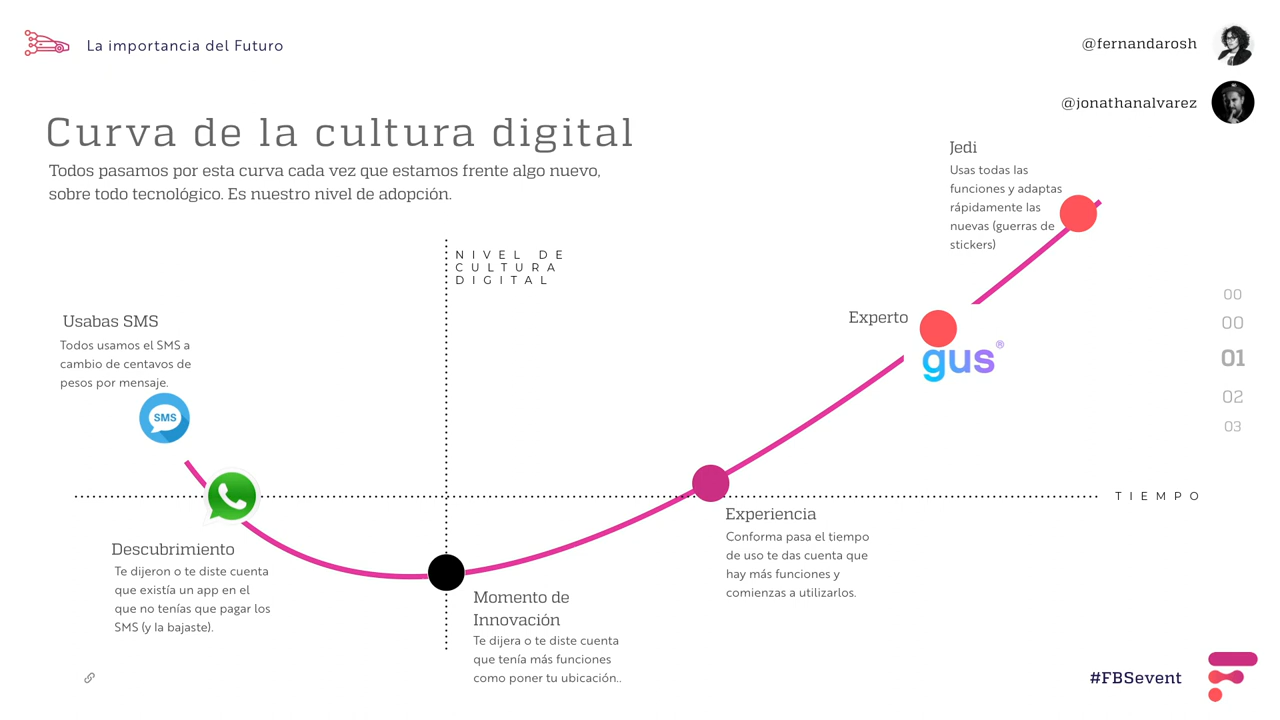 La importancia del Futuro
@fernandarosh
@jonathanalvarez
Curva de la cultura digital
Todos pasamos por esta curva cada vez que estamos frente algo nuevo,
sobre todo tecnológico. Es nuestro nivel de adopción.
Jedi
Usas todas las
funciones y adaptas
rápidamente las
nuevas (guerras de
stickers)
NIVEL DE
CULTURA
DIGITAL
Usabas SMS
Todos usamos el SMS a
cambio de centavos de
pesos por mensaje.
SMS
Experto
gus®
00
00
01
02
03
TIEMPO
Descubrimiento
Te dijeron o te diste cuenta
que existía un app en el
que no tenías que pagar los
SMS (y la bajaste).
Momento de
Innovación
Te dijera o te diste cuenta
que tenía más funciones
como poner tu ubicación..
Experiencia
Conforma pasa el tiempo
de uso te das cuenta que
hay más funciones y
comienzas a utilizarlos.
#FBSevent